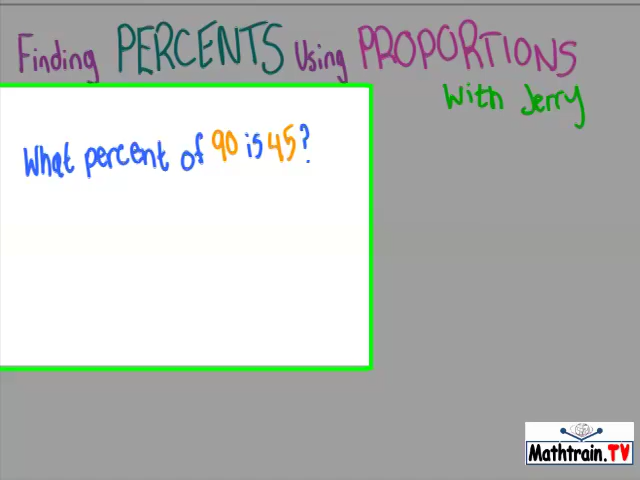 Finding PERCENTS Using PROPORTIONS
With Jerry
What percent of 90 is 45?
Mathtrain.TV